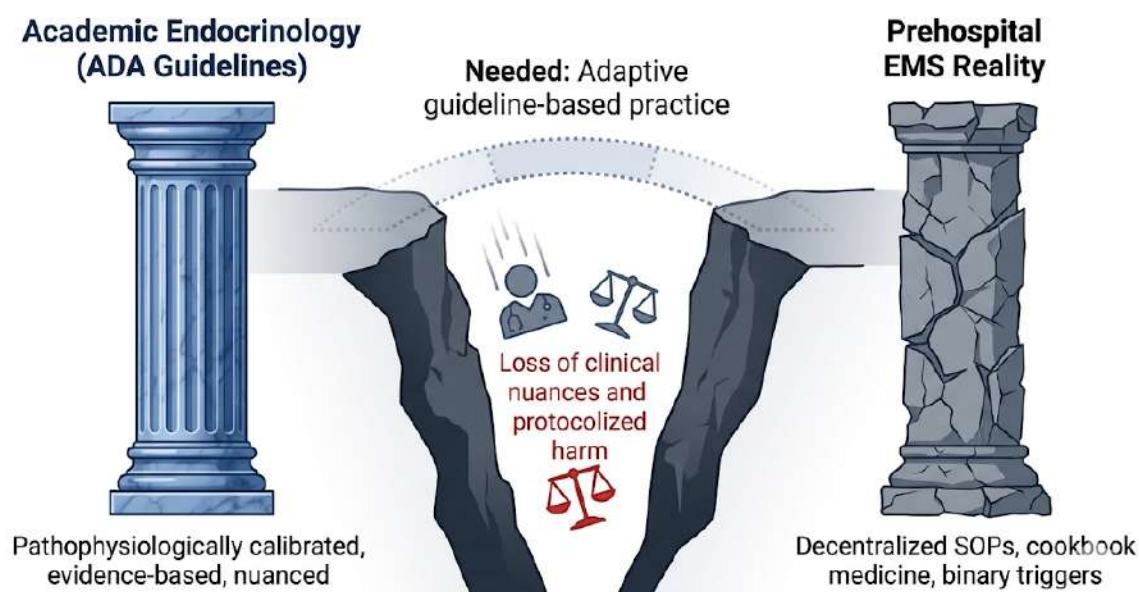 Academic Endocrinology
(ADA Guidelines)
Needed: Adaptive
guideline-based practice
Prehospital
EMS Reality
Loss of clinical
nuances and
protocolized
harm
Pathophysiologically calibrated,
evidence-based, nuanced
Decentralized SOPs, cookbook
medicine, binary triggers